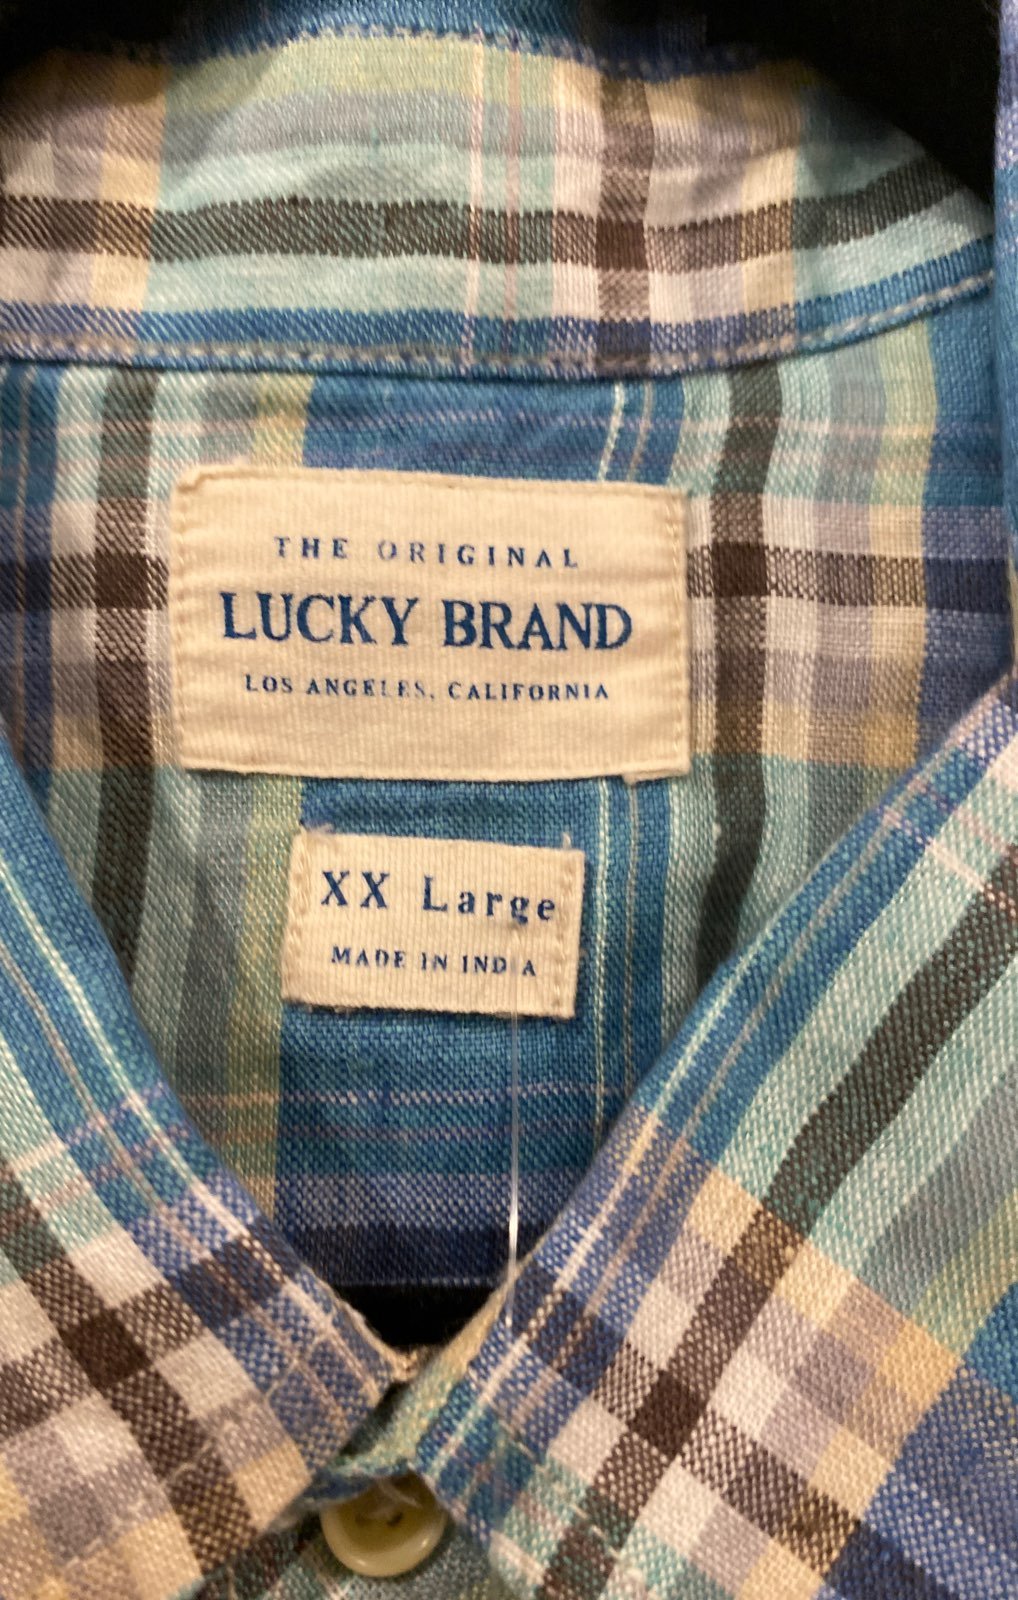 THE ORIGINAL
LUCKY BRAND
LOS ANGELES, CALIFORNIA
XX Large
MADE IN INDIA